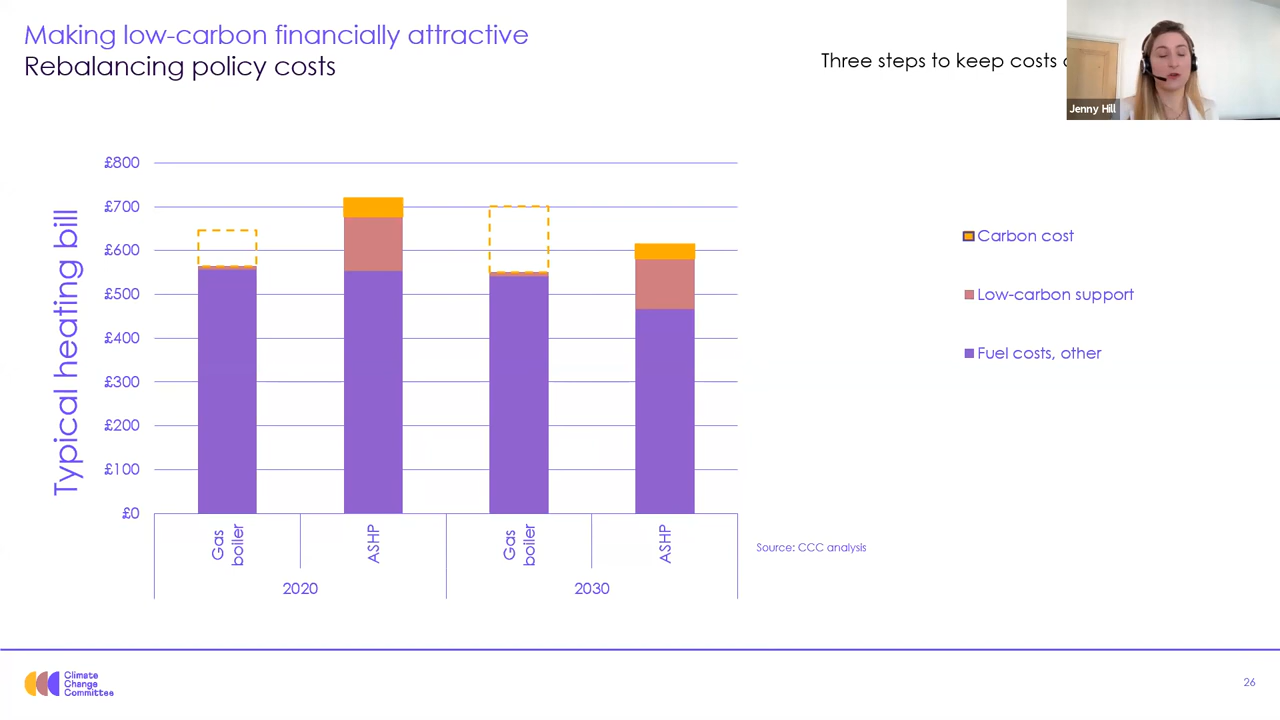 Making low-carbon financially attractive
Rebalancing policy costs
Three steps to keep costs
Jenny Hill
Typical heating bill
£800
£700
£600
£500
£400
£300
£200
£100
£0
Gas boiler
ASHP
Gas boiler
ASHP
2020
2030
Carbon cost
Low-carbon support
Fuel costs, other
Source: CCC analysis
Climate
Change
Committee
26